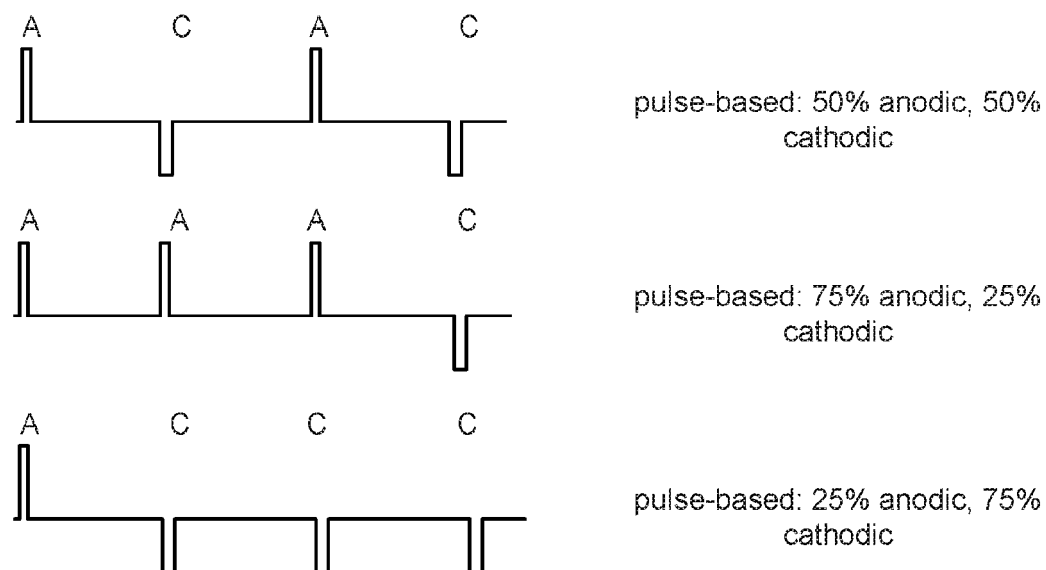 A C A C
pulse-based: 50% anodic, 50%
cathodic
A A A C
pulse-based: 75% anodic, 25%
cathodic
A C C C
pulse-based: 25% anodic, 75%
cathodic